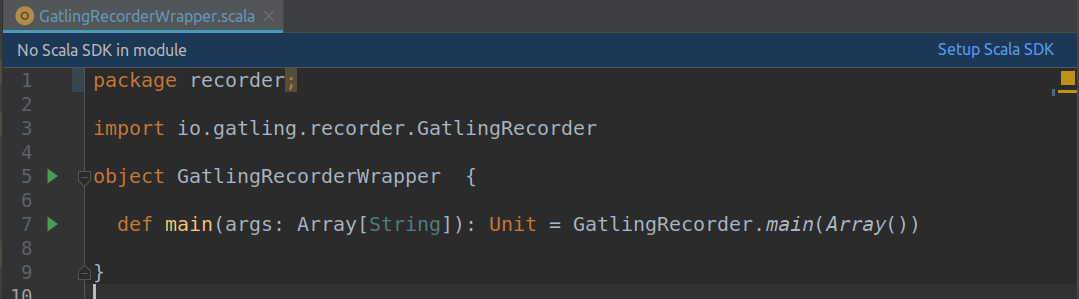 GatlingRecorderWrapper.scala
No Scala SDK in module Setup Scala SDK
1 package recorder;
2
3 import io.gatling.recorder.GatlingRecorder
4
5 object GatlingRecorderWrapper  {
6
7   def main(args: Array[String]): Unit = GatlingRecorder.main(Array())
8
9 }
10